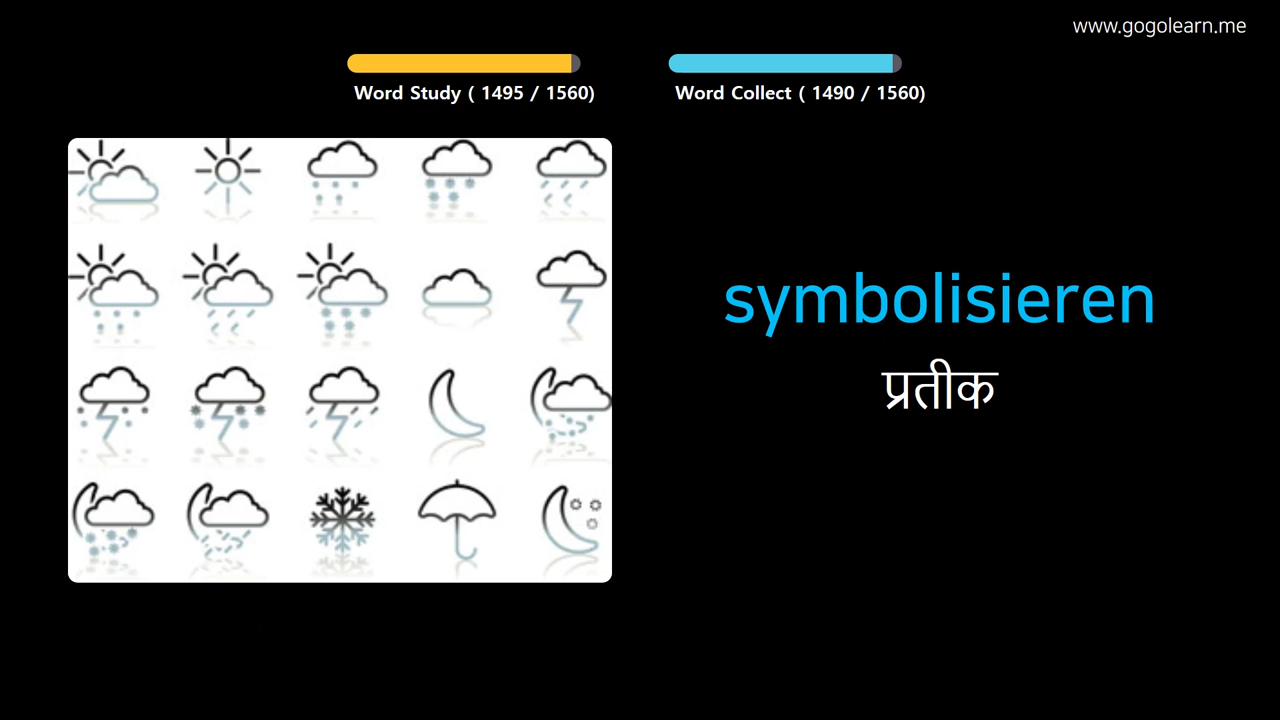 www.gogolearn.me
Word Study ( 1495 / 1560)
Word Collect ( 1490 / 1560)
symbolisieren
प्रतीक